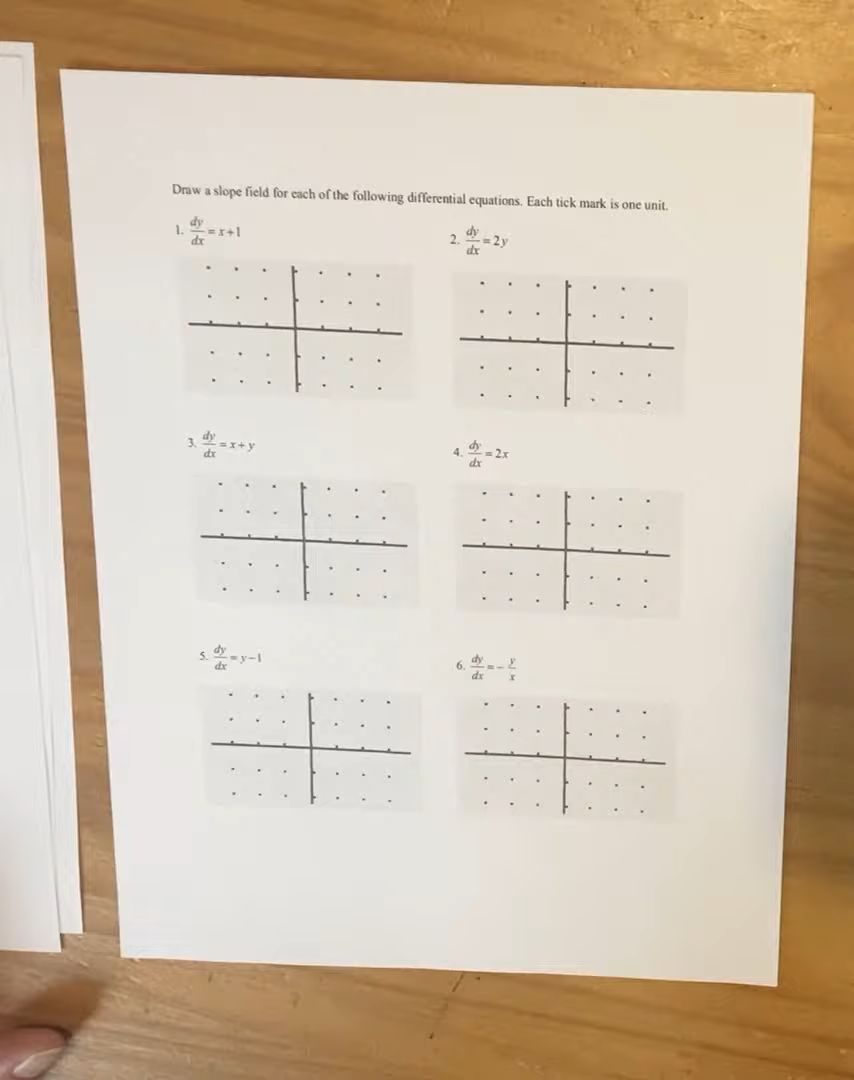 Draw a slope field for each of the following differential equations. Each tick mark is one unit.
1. dy/dx = x+1
2. dy/dx = 2y
3. dy/dx = x+y
4. dy/dx = 2x
5. dy/dx = y−1
6. dy/dx = − y/x